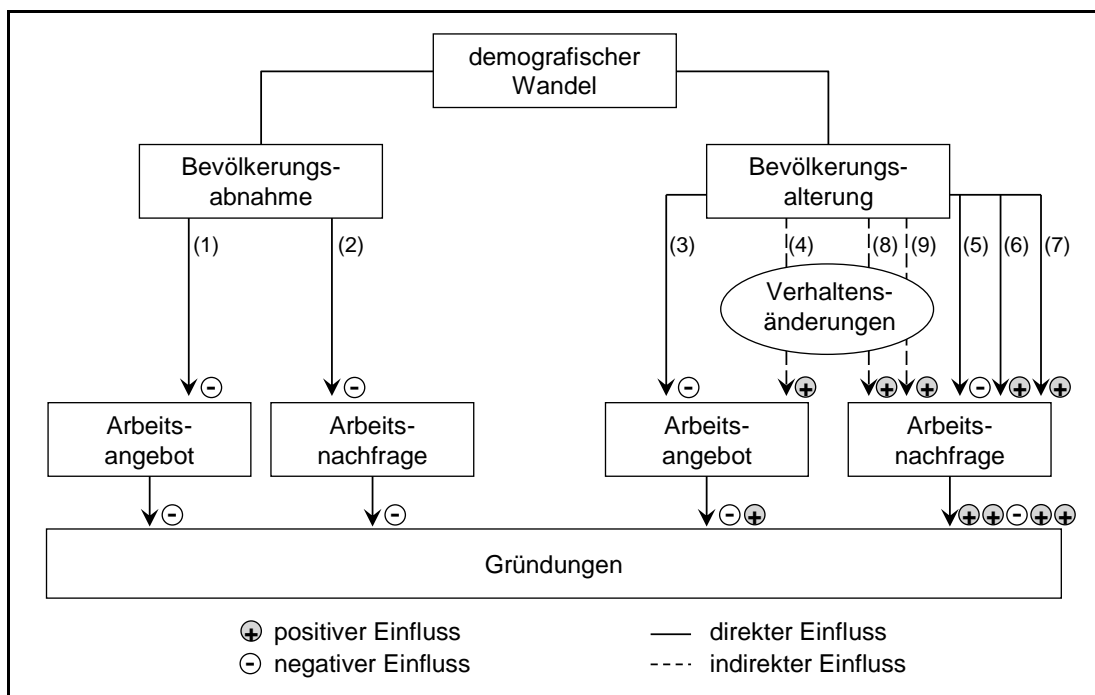 demografischer
Wandel
Bevölkerungs-
abnahme
Bevölkerungs-
alterung
(1)
(2)
(3)
(4)
(8)
(9)
(5)
(6)
(7)
Verhaltens-
änderungen
- - - + + + - + +
Arbeits-
angebot
Arbeits-
nachfrage
Arbeits-
angebot
Arbeits-
nachfrage
- - - + + + - + +
Gründungen
+ positiver Einfluss
- negativer Einfluss
direkter Einfluss
indirekter Einfluss